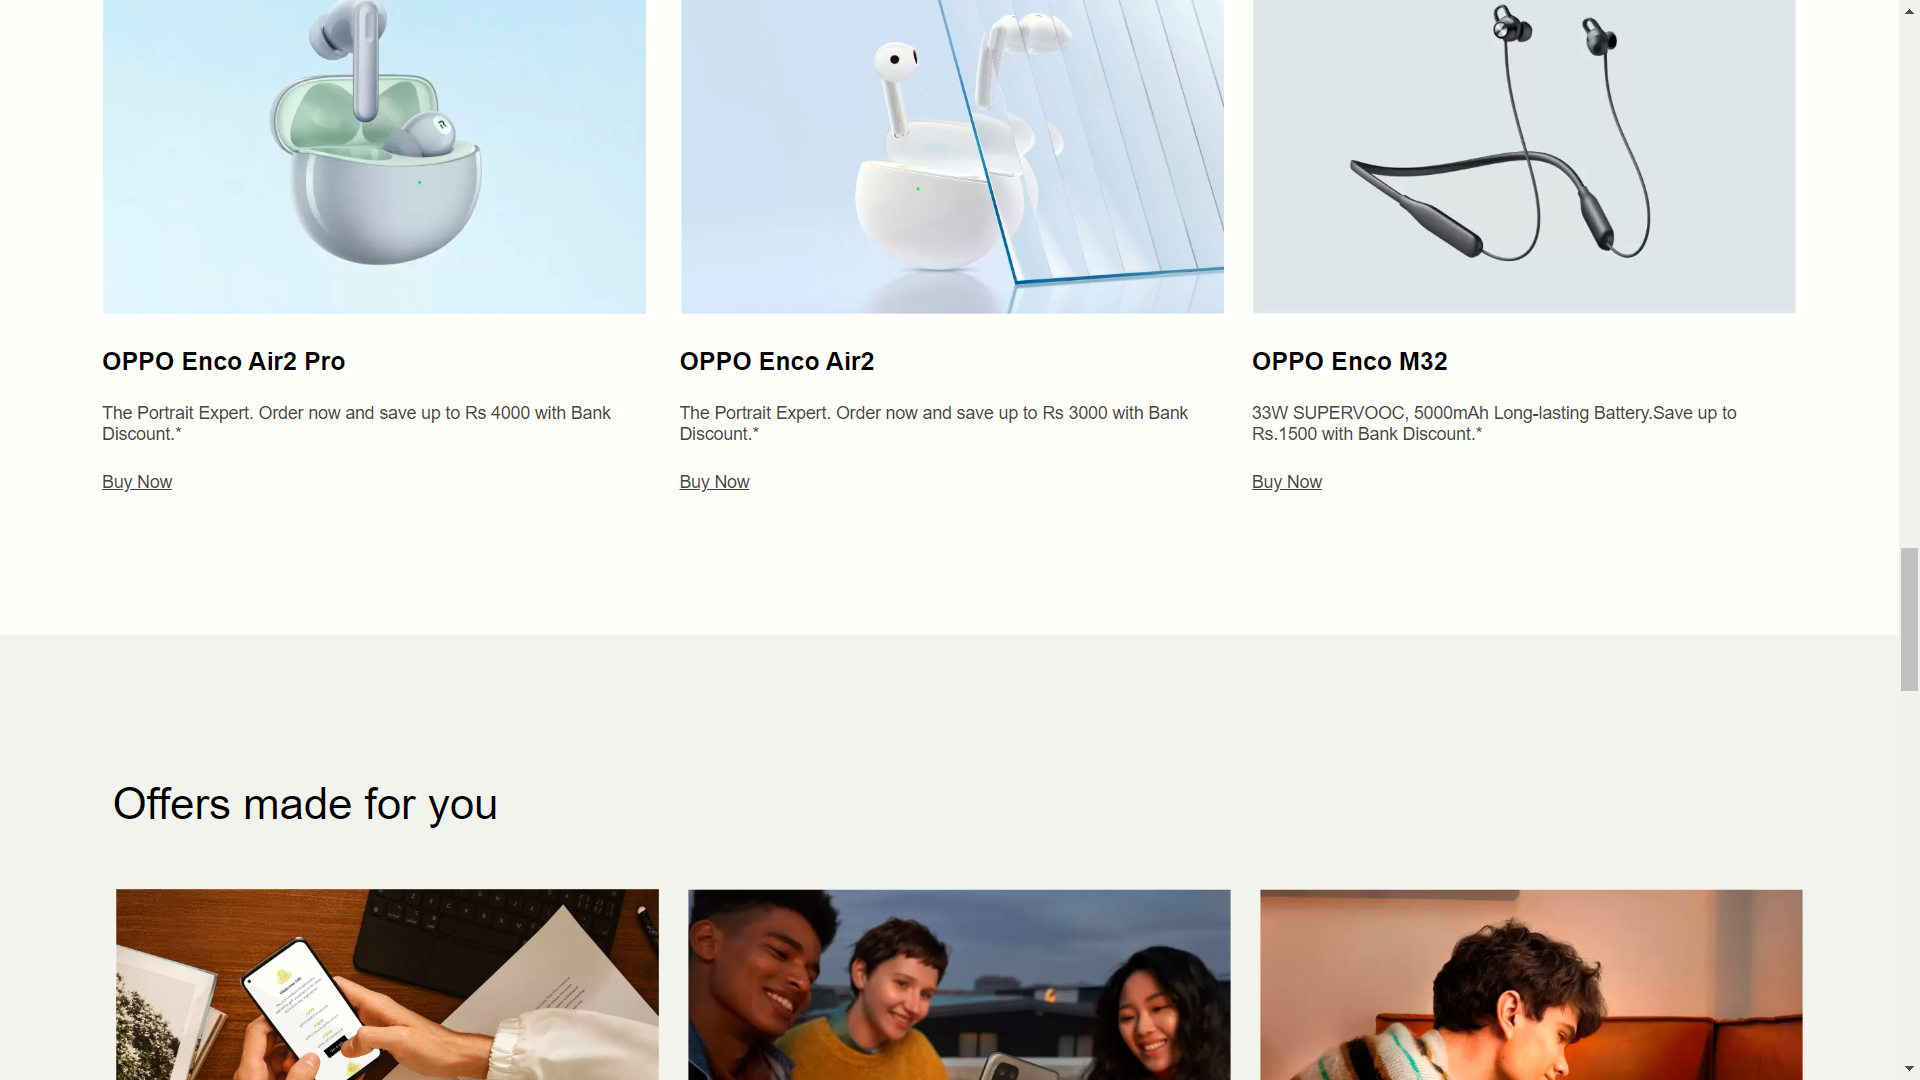 OPPO Enco Air2 Pro
The Portrait Expert. Order now and save up to Rs 4000 with Bank
Discount.*
Buy Now
OPPO Enco Air2
The Portrait Expert. Order now and save up to Rs 3000 with Bank
Discount.*
Buy Now
OPPO Enco M32
33W SUPERVOOC, 5000mAh Long-lasting Battery.Save up to
Rs.1500 with Bank Discount.*
Buy Now
Offers made for you